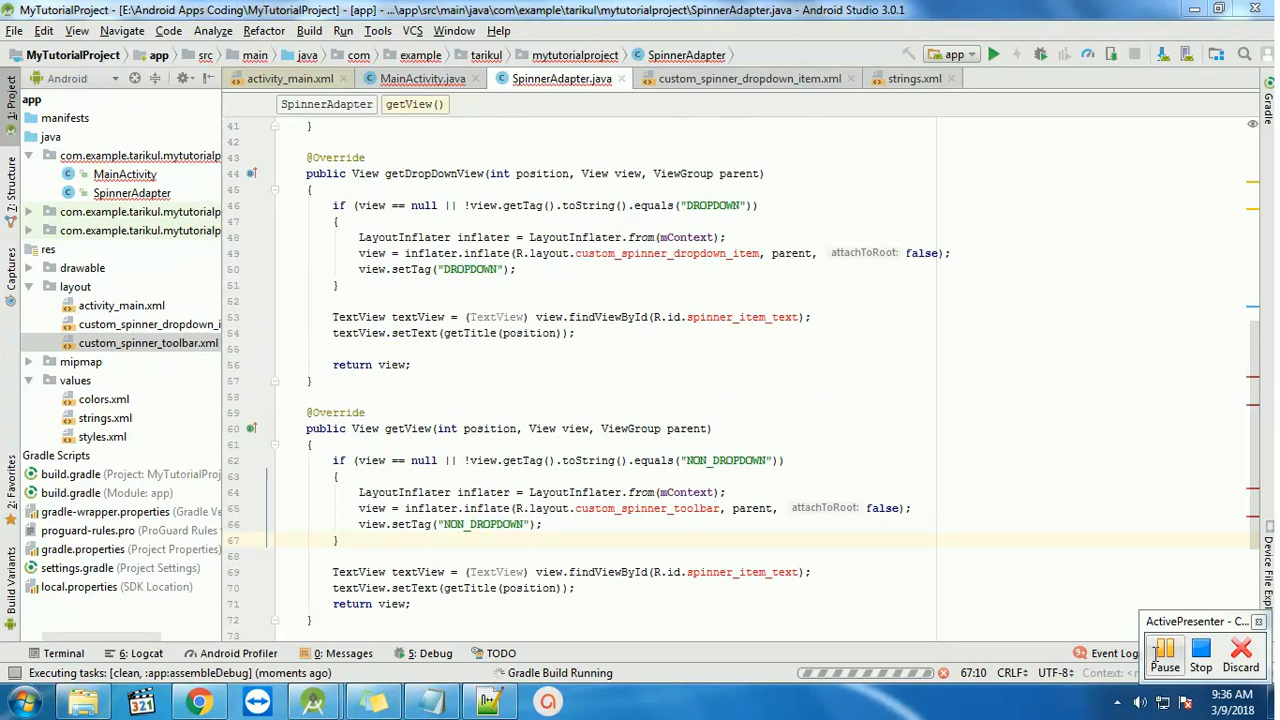 MyTutorialProject - [E:\Android Apps Coding\MyTutorialProject] - [app] - ...\app\src\main\java\com\example\tarikul\mytutorialproject\SpinnerAdapter.java - Android Studio 3.0.1
File Edit View Navigate Code Analyze Refactor Build Run Tools VCS Window Help
MyTutorialProject app src main java com example tarikul mytutorialproject SpinnerAdapter app
Android activity_main.xml MainActivity.java SpinnerAdapter.java custom_spinner_dropdown_item.xml strings.xml
SpinnerAdapter getView()
1: Project
Z: Structure
Captures
2: Favorites
Build Variants
app
manifests
java
com.example.tarikul.mytutorialp
MainActivity
SpinnerAdapter
com.example.tarikul.mytutorialp
com.example.tarikul.mytutorialp
res
drawable
layout
activity_main.xml
custom_spinner_dropdown_i
custom_spinner_toolbar.xml
mipmap
values
colors.xml
strings.xml
styles.xml
Gradle Scripts
build.gradle (Project: MyTutorialProj
build.gradle (Module: app)
gradle-wrapper.properties (Gradle Ve
proguard-rules.pro (ProGuard Rules
gradle.properties (Project Properties)
settings.gradle (Project Settings)
local.properties (SDK Location)
41 }
42
43 @Override
44 public View getDropDownView(int position, View view, ViewGroup parent)
45 {
46 if (view == null || !view.getTag().toString().equals("DROPDOWN"))
47 {
48 LayoutInflater inflater = LayoutInflater.from(mContext);
49 view = inflater.inflate(R.layout.custom_spinner_dropdown_item, parent, attachToRoot: false);
50 view.setTag("DROPDOWN");
51 }
52
53 TextView textView = (TextView) view.findViewById(R.id.spinner_item_text);
54 textView.setText(getTitle(position));
55
56 return view;
57 }
58
59 @Override
60 public View getView(int position, View view, ViewGroup parent)
61 {
62 if (view == null || !view.getTag().toString().equals("NON_DROPDOWN"))
63 {
64 LayoutInflater inflater = LayoutInflater.from(mContext);
65 view = inflater.inflate(R.layout.custom_spinner_toolbar, parent, attachToRoot: false);
66 view.setTag("NON_DROPDOWN");
67 }
68
69 TextView textView = (TextView) view.findViewById(R.id.spinner_item_text);
70 textView.setText(getTitle(position));
71 return view;
72 }
73
Gradle
Device File Expl
ActivePresenter - C...
Pause Stop Discard
Terminal 6: Logcat Android Profiler 0: Messages 5: Debug TODO Event Log
Executing tasks: [clean, :app:assembleDebug] (moments ago) Gradle Build Running 67:10 CRLF÷ UTF-8÷ Context: <n
321
9:36 AM
3/9/2018